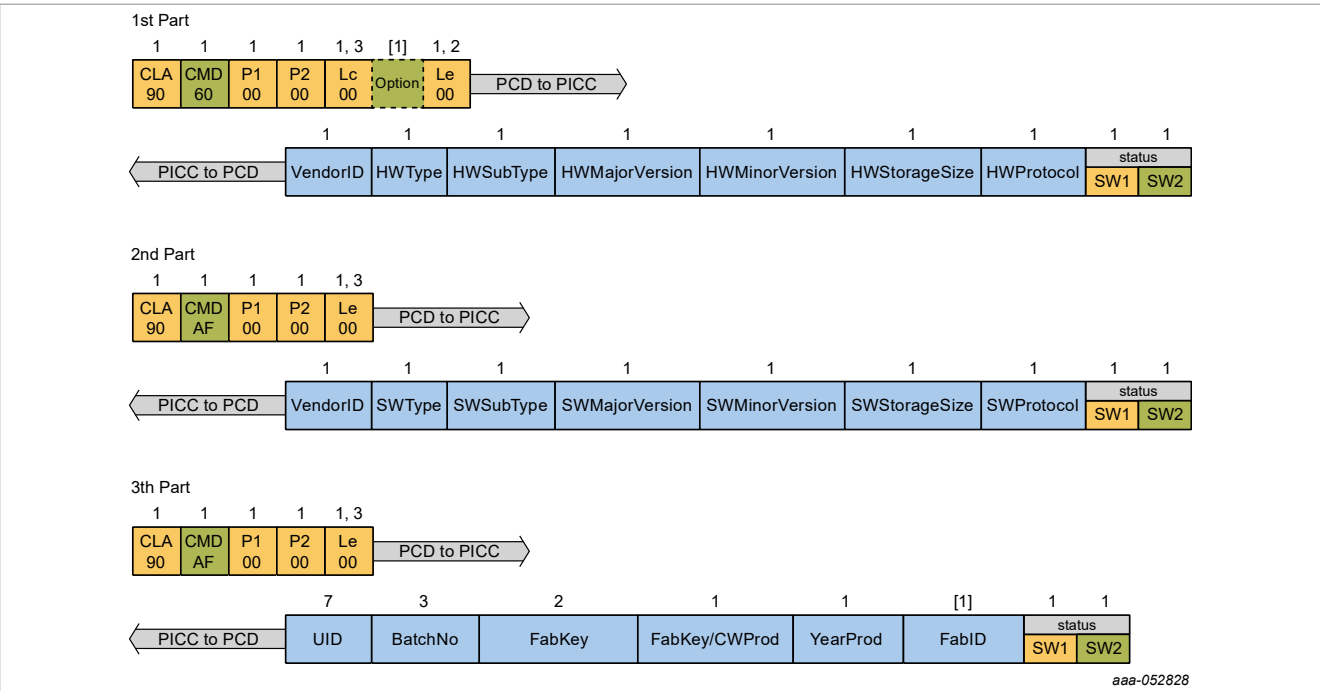 1st Part
1 1 1 1 1, 3 [1] 1, 2
CLA CMD P1 P2 Lc Option Le
90 60 00 00 00 00
PCD to PICC
1 1 1 1 1 1 1 1 1
PICC to PCD VendorID HWType HWSubType HWMajorVersion HWMinorVersion HWStorageSize HWProtocol status
SW1 SW2
2nd Part
1 1 1 1 1, 3
CLA CMD P1 P2 Le
90 AF 00 00 00
PCD to PICC
1 1 1 1 1 1 1 1 1
PICC to PCD VendorID SWType SWSubType SWMajorVersion SWMinorVersion SWStorageSize SWProtocol status
SW1 SW2
3th Part
1 1 1 1 1, 3
CLA CMD P1 P2 Le
90 AF 00 00 00
PCD to PICC
7 3 2 1 1 [1] 1 1
PICC to PCD UID BatchNo FabKey FabKey/CWProd YearProd FabID status
SW1 SW2
aaa-052828